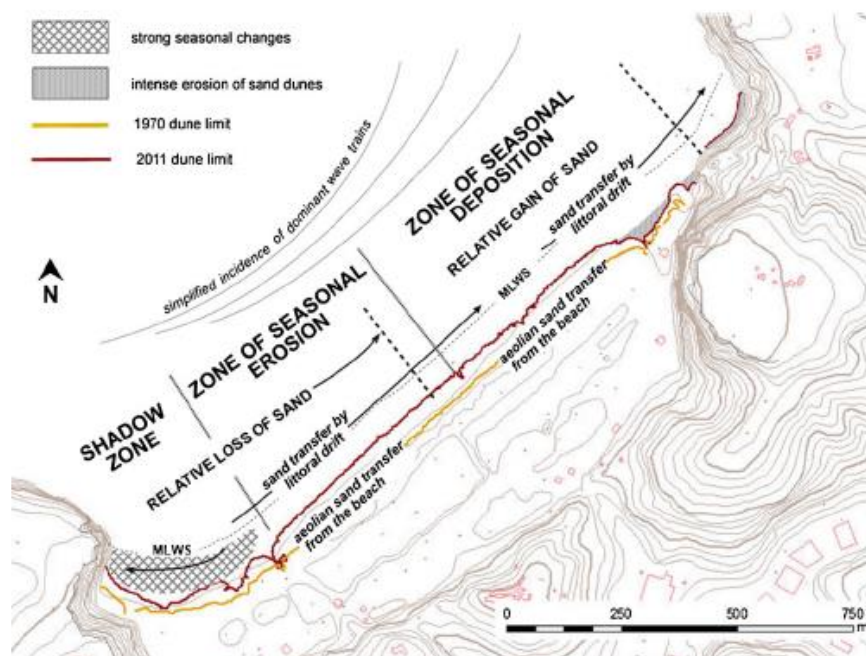 strong seasonal changes
intense erosion of sand dunes
1970 dune limit
2011 dune limit
simplified incidence of dominant wave trains
N
SHADOW
ZONE
ZONE OF SEASONAL
EROSION
ZONE OF SEASONAL
DEPOSITION
RELATIVE LOSS OF SAND
RELATIVE GAIN OF SAND
sand transfer by
littoral drift
sand transfer by
littoral drift
MLWS
MLWS
aeolian sand transfer
from the beach
aeolian sand transfer
from the beach
0 250 500 750
m